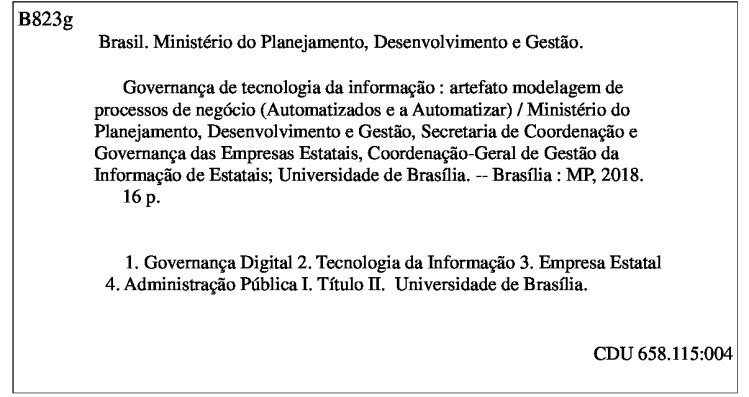 B823g
Brasil. Ministério do Planejamento, Desenvolvimento e Gestão.
Governança de tecnologia da informação : artefato modelagem de
processos de negócio (Automatizados e a Automatizar) / Ministério do
Planejamento, Desenvolvimento e Gestão, Secretaria de Coordenação e
Governança das Empresas Estatais, Coordenação-Geral de Gestão da
Informação de Estatais; Universidade de Brasília. -- Brasília : MP, 2018.
16 p.
1. Governança Digital 2. Tecnologia da Informação 3. Empresa Estatal
4. Administração Pública I. Título II.  Universidade de Brasília.
CDU 658.115:004